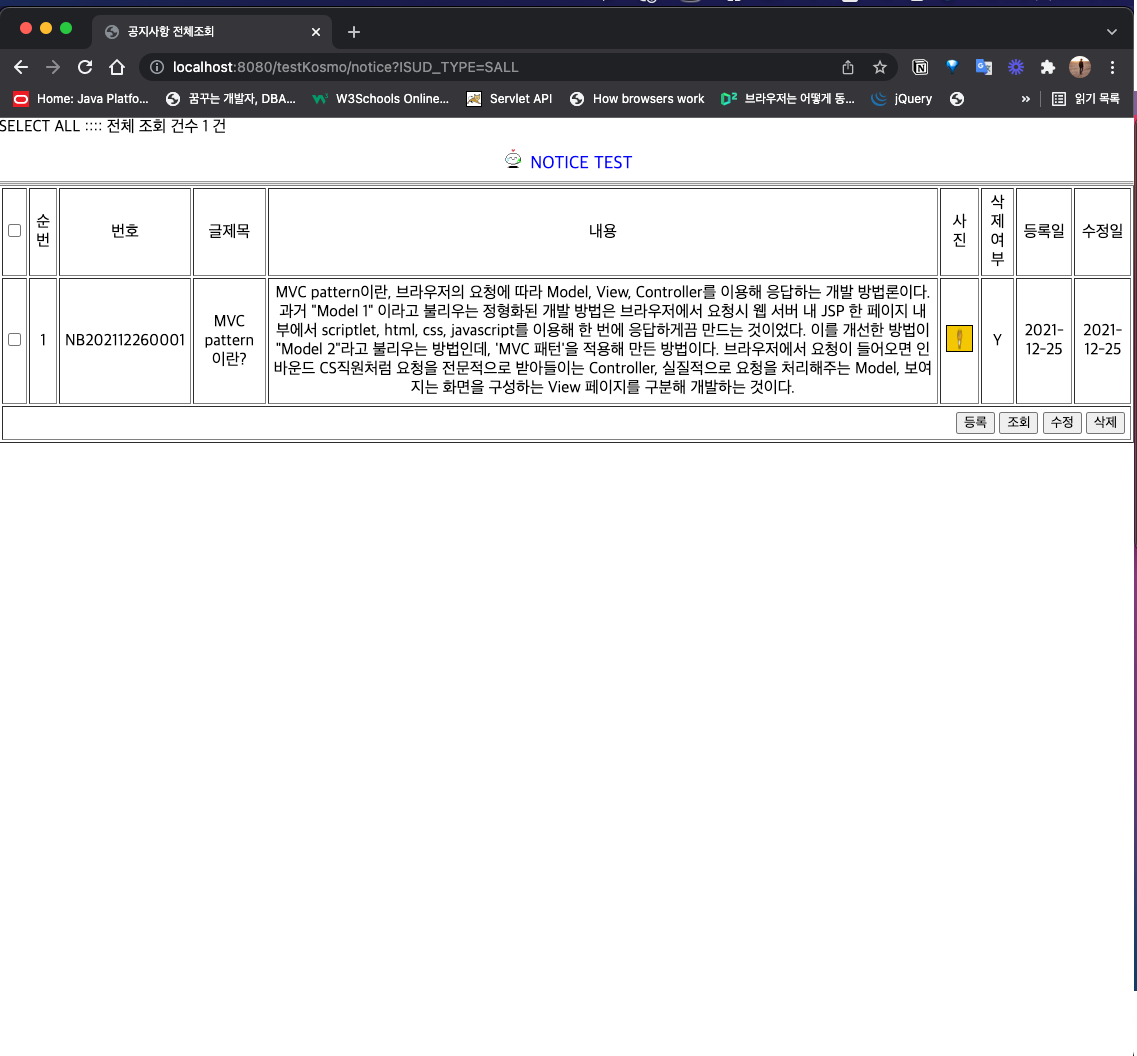 공지사항 전체조회
localhost:8080/testKosmo/notice?ISUD_TYPE=SALL
Home: Java Platfo... 꿈꾸는 개발자, DBA... W3Schools Online... Servlet API How browsers work 브라우저는 어떻게 동... jQuery » 읽기 목록
SELECT ALL :::: 전체 조회 건수 1 건
NOTICE TEST
순번 번호 글제목 내용 사진 삭제여부 등록일 수정일
1
NB202112260001
MVC
pattern
이란?
MVC pattern이란, 브라우저의 요청에 따라 Model, View, Controller를 이용해 응답하는 개발 방법론이다.
과거 "Model 1" 이라고 불리우는 정형화된 개발 방법은 브라우저에서 요청시 웹 서버 내 JSP 한 페이지 내
부에서 scriptlet, html, css, javascript를 이용해 한 번에 응답하게끔 만드는 것이었다. 이를 개선한 방법이
"Model 2"라고 불리우는 방법인데, 'MVC 패턴'을 적용해 만든 방법이다. 브라우저에서 요청이 들어오면 인
바운드 CS직원처럼 요청을 전문적으로 받아들이는 Controller, 실질적으로 요청을 처리해주는 Model, 보여
지는 화면을 구성하는 View 페이지를 구분해 개발하는 것이다.
Y
2021-
12-25
2021-
12-25
등록 조회 수정 삭제